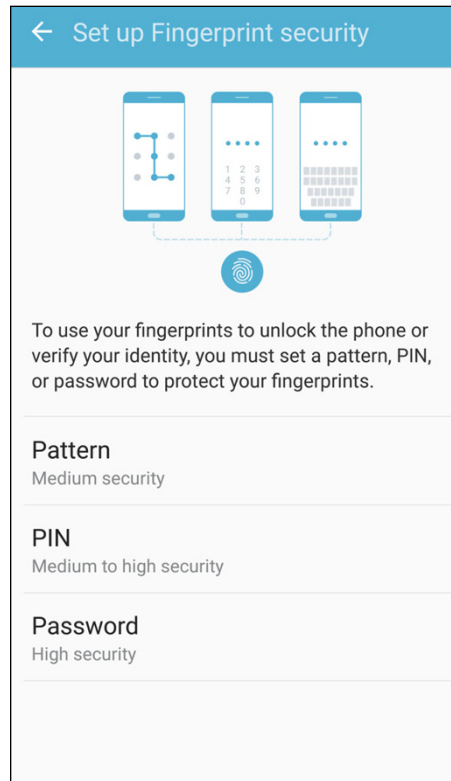 Set up Fingerprint security
1 2 3
4 5 6
7 8 9
0
To use your fingerprints to unlock the phone or
verify your identity, you must set a pattern, PIN,
or password to protect your fingerprints.
Pattern
Medium security
PIN
Medium to high security
Password
High security